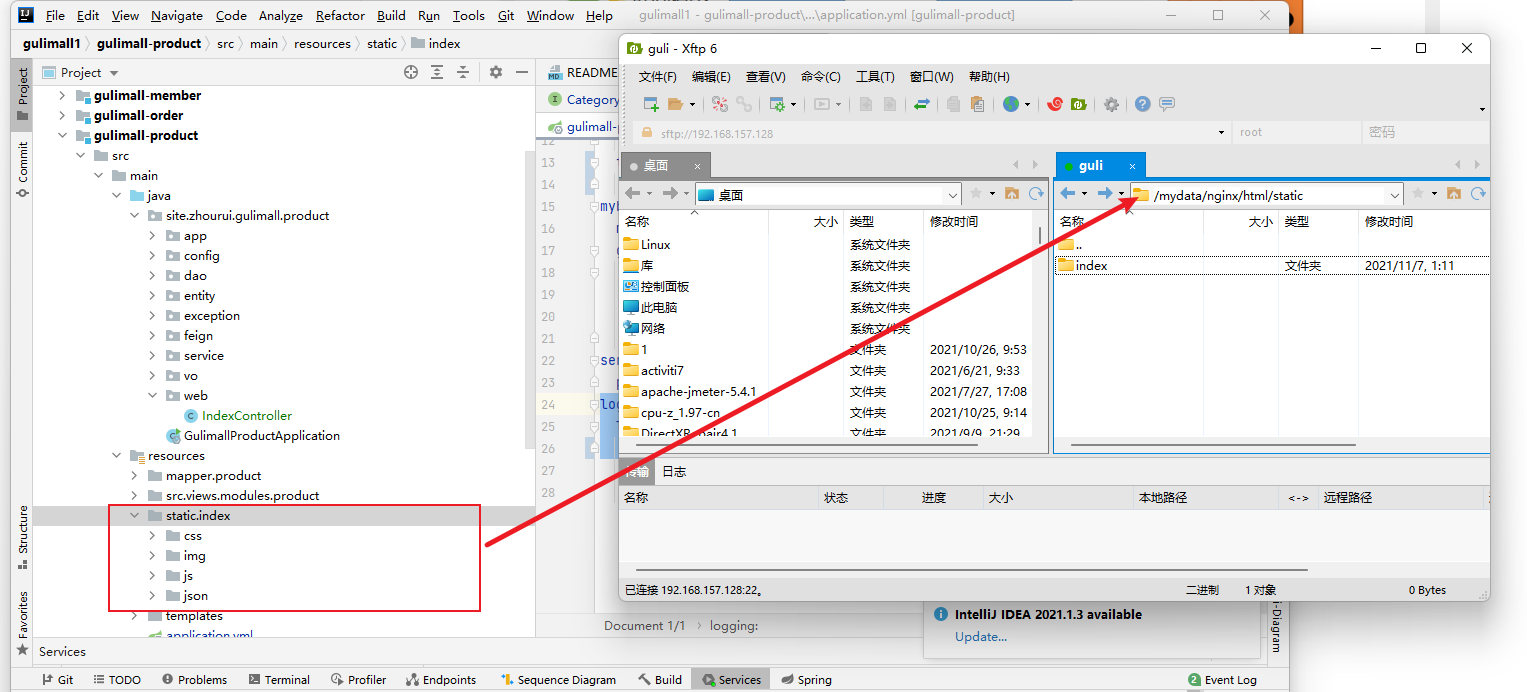 File Edit View Navigate Code Analyze Refactor Build Run Tools Git Window Help gulimall1 - gulimall-product\...\application.yml [gulimall-product]
gulimall1 gulimall-product src main resources static index
Project
Commit
Structure
Favorites
Project
gulimall-member
gulimall-order
gulimall-product
src
main
java
site.zhourui.gulimall.product
app
config
dao
entity
exception
feign
service
vo
web
IndexController
GulimallProductApplication
resources
mapper.product
src.views.modules.product
static.index
css
img
js
json
templates
application.yml
README
Category
gulimall-
12
13
14
15
16
17
18
19
20
21
22
23
24
25
26
27
28
Document 1/1 logging:
guli - Xftp 6
文件(F) 编辑(E) 查看(V) 命令(C) 工具(T) 窗口(W) 帮助(H)
sftp://192.168.157.128 root 密码
桌面
桌面
名称 大小 类型 修改时间
Linux 系统文件夹
库 系统文件夹
控制面板 系统文件夹
此电脑 系统文件夹
网络 系统文件夹
1 文件夹 2021/10/26, 9:53
activiti7 文件夹 2021/6/21, 9:33
apache-jmeter-5.4.1 文件夹 2021/7/27, 17:08
cpu-z_1.97-cn 文件夹 2021/10/25, 9:14
文件夹 2021/9/9, 21:29
guli
/mydata/nginx/html/static
名称 大小 类型 修改时间
..
index 文件夹 2021/11/7, 1:11
传输 日志
名称 状态 进度 大小 本地路径 <-> 远程路径
已连接 192.168.157.128:22。 二进制 1 对象 0 Bytes
IntelliJ IDEA 2021.1.3 available
Update...
Services
Git TODO Problems Terminal Profiler Endpoints Sequence Diagram Build Services Spring 2 Event Log